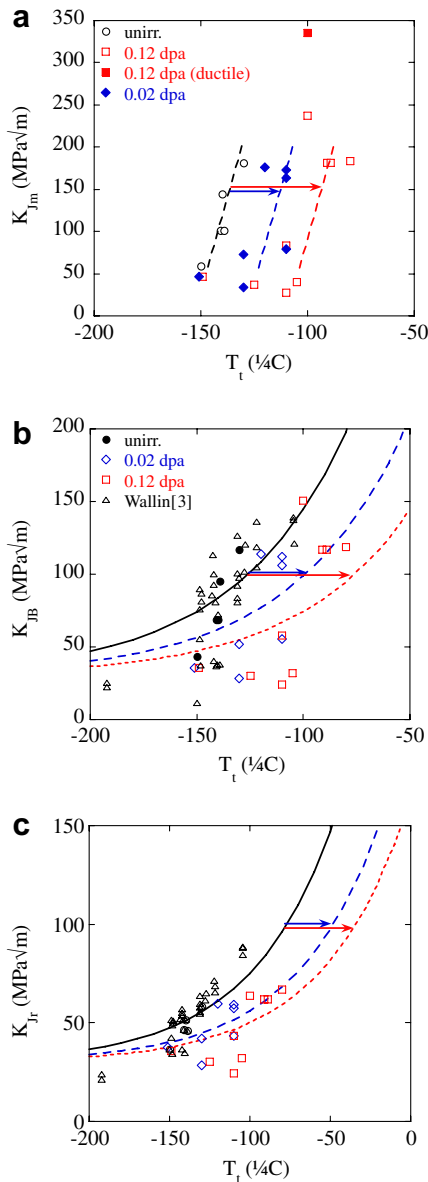 a
350
300
250
200
150
100
50
0
K_Jm (MPa√m)
unirr.
0.12 dpa
0.12 dpa (ductile)
0.02 dpa
-200 -150 -100 -50
T_t (¼C)
b
200
150
100
50
0
K_JB (MPa√m)
unirr.
0.02 dpa
0.12 dpa
Wallin[3]
-200 -150 -100 -50
T_t (¼C)
c
150
100
50
0
K_Jr (MPa√m)
-200 -150 -100 -50 0
T_t (¼C)